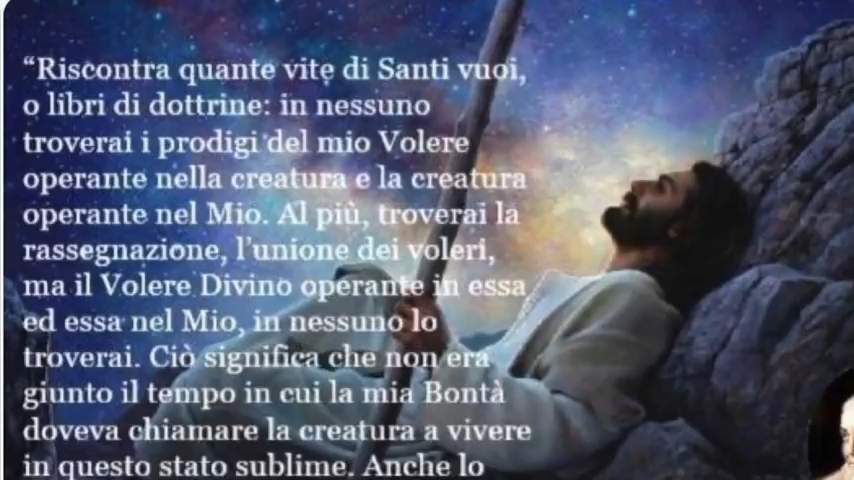 “Riscontra quante vite di Santi vuoi,
o libri di dottrine: in nessuno
troverai i prodigi del mio Volere
operante nella creatura e la creatura
operante nel Mio. Al più, troverai la
rassegnazione, l’unione dei voleri,
ma il Volere Divino operante in essa
ed essa nel Mio, in nessuno lo
troverai. Ciò significa che non era
giunto il tempo in cui la mia Bontà
doveva chiamare la creatura a vivere
in questo stato sublime. Anche lo